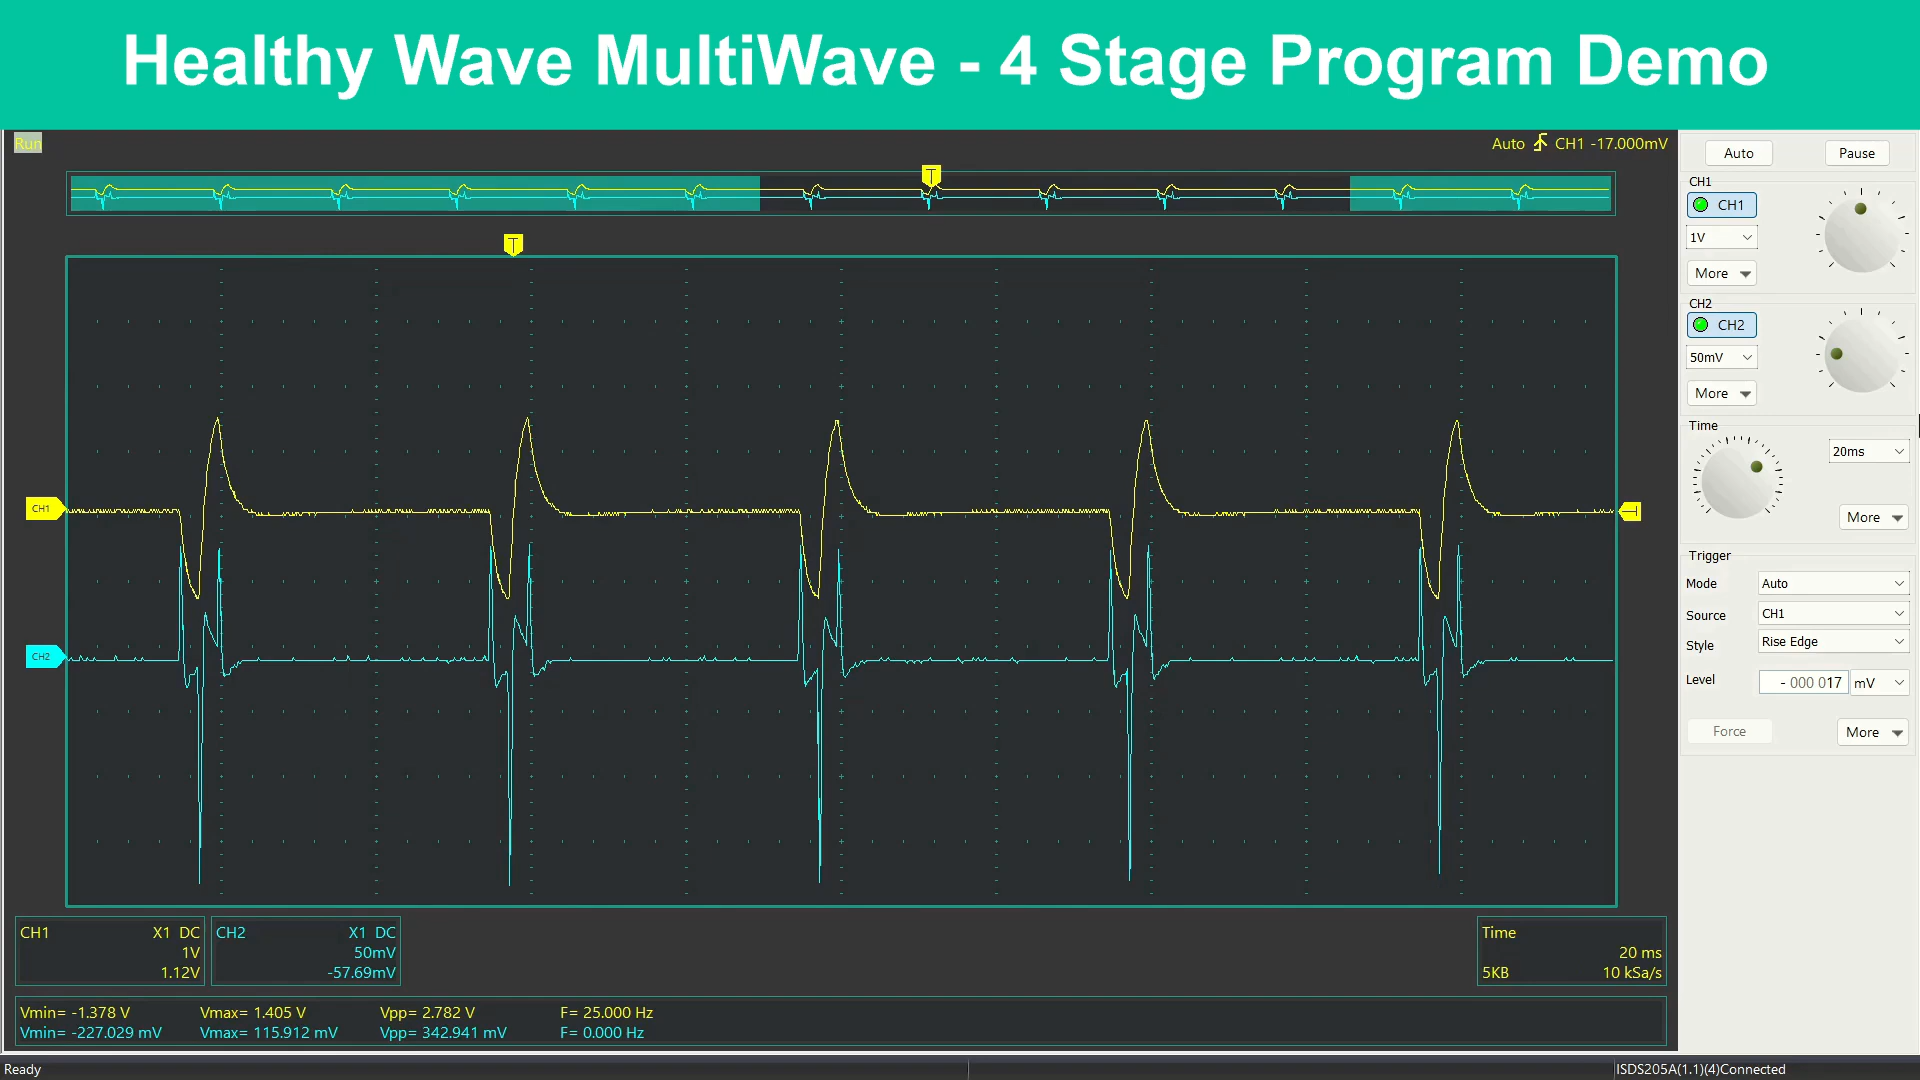 Healthy Wave MultiWave - 4 Stage Program Demo
Run
Auto CH1 -17.000mV
T
T
CH1
CH2
Auto Pause
CH1
CH1
1V
More
CH2
CH2
50mV
More
Time
20ms
More
Trigger
Mode Auto
Source CH1
Style Rise Edge
Level - 000 017 mV
Force More
CH1 X1 DC
1V
1.12V
CH2 X1 DC
50mV
-57.69mV
Time
20 ms
5KB 10 kSa/s
Vmin= -1.378 V Vmax= 1.405 V Vpp= 2.782 V F= 25.000 Hz
Vmin= -227.029 mV Vmax= 115.912 mV Vpp= 342.941 mV F= 0.000 Hz
Ready ISDS205A(1.1)(4)Connected